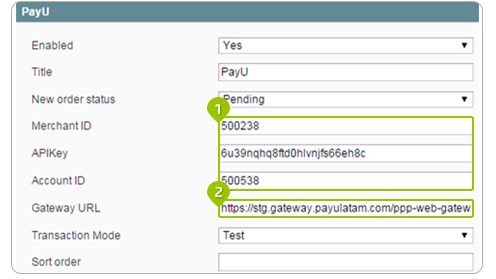 PayU
Enabled Yes
Title PayU
New order status Pending
1
Merchant ID 500238
APIKey 6u39nqhq8ftd0hlvnjfs66eh8c
Account ID 500538
2
Gateway URL https://stg.gateway.payulatam.com/ppp-web-gatew
Transaction Mode Test
Sort order